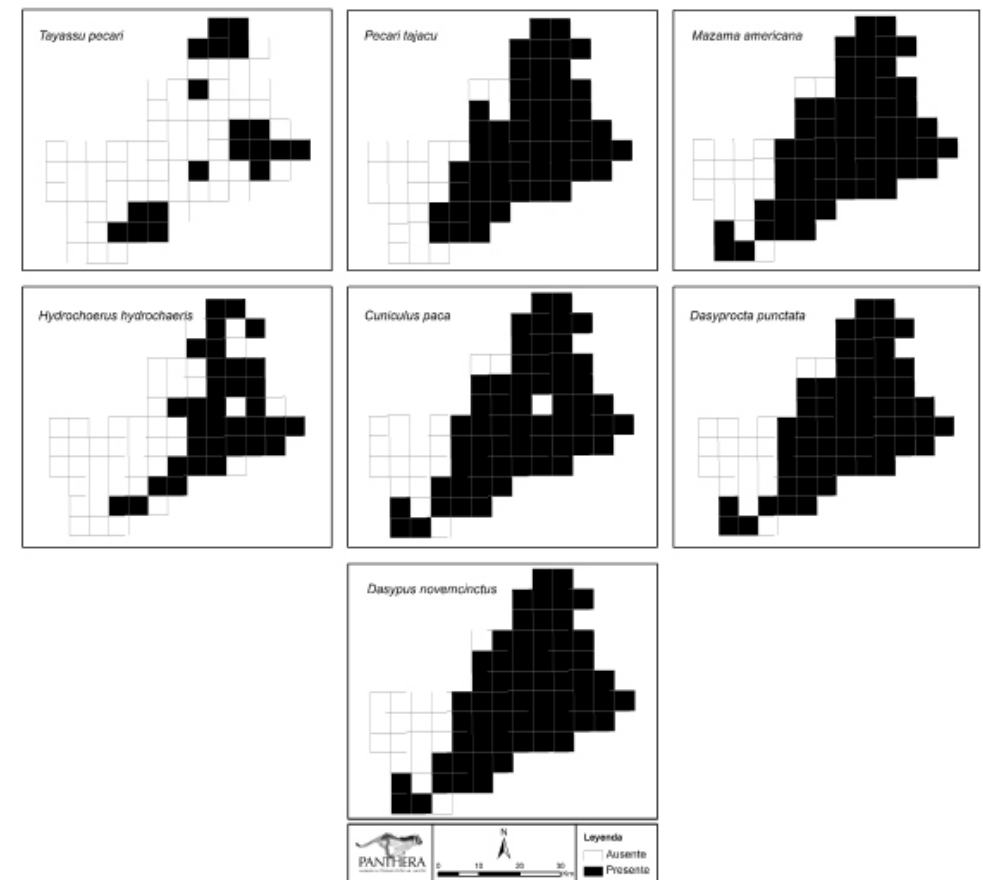 Tayassu pecari
Pecari tajacu
Mazama americana
Hydrochoerus hydrochaeris
Cuniculus paca
Dasyprocta punctata
Dasypus novemcinctus
PANTHERA
N
0 10 20 30
Km
Leyenda
Ausente
Presente